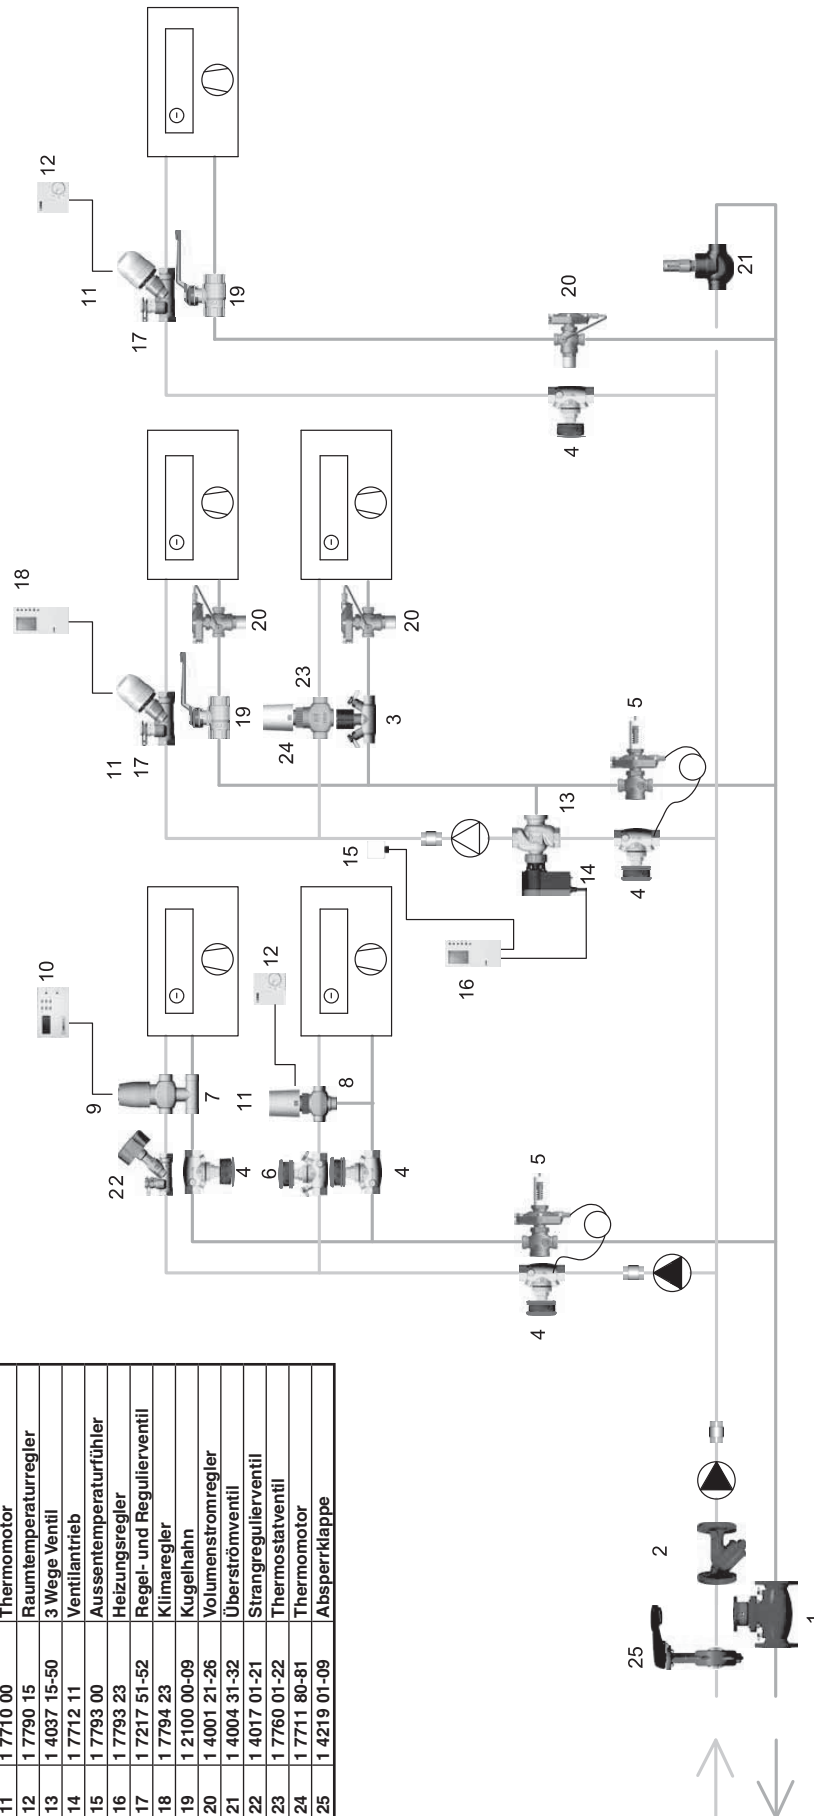 11 1 7710 00 Thermomotor
12 1 7790 15 Raumtemperaturregler
13 1 4037 15-50 3 Wege Ventil
14 1 7712 11 Ventilantrieb
15 1 7793 00 Aussentemperaturfühler
16 1 7793 23 Heizungsregler
17 1 7217 51-52 Regel- und Regulierventil
18 1 7794 23 Klimaregler
19 1 2100 00-09 Kugelhahn
20 1 4001 21-26 Volumenstromregler
21 1 4004 31-32 Überströmventil
22 1 4017 01-21 Strangregulierventil
23 1 7760 01-22 Thermostatventil
24 1 7711 80-81 Thermomotor
25 1 4219 01-09 Absperrklappe
18
10
12
9
11
22
11
17
17
7
19
4
11
19
20
6
12
24
23
8
15
4
3
20
16
4
5
13
4
20
14
4
5
25
2
21
1